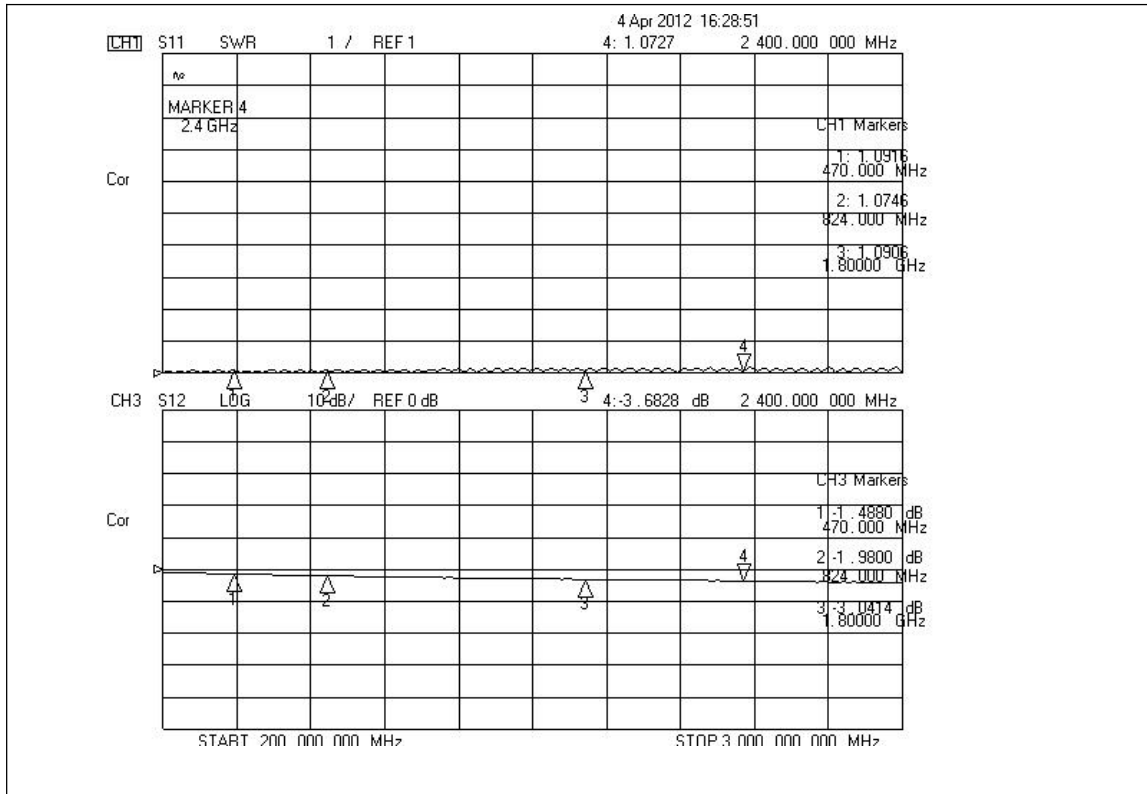 4 Apr 2012 16:28:51
CH1 S11 SWR 1 / REF 1 4: 1.0727 2 400.000 000 MHz
MARKER 4
2.4 GHz
CH1 Markers
1: 1.0916
470.000 MHz
Cor
2: 1.0746
824.000 MHz
3: 1.0906
1.80000 GHz
4
1 2 3
CH3 S12 LOG 10 dB/ REF 0 dB 4:-3.6828 dB 2 400.000 000 MHz
CH3 Markers
1:-1.4880 dB
Cor
470.000 MHz
2:-1.9800 dB
4
824.000 MHz
1 2 3
3:-3.0414 dB
1.80000 GHz
START 200.000 000 MHz STOP 3 000.000 000 MHz